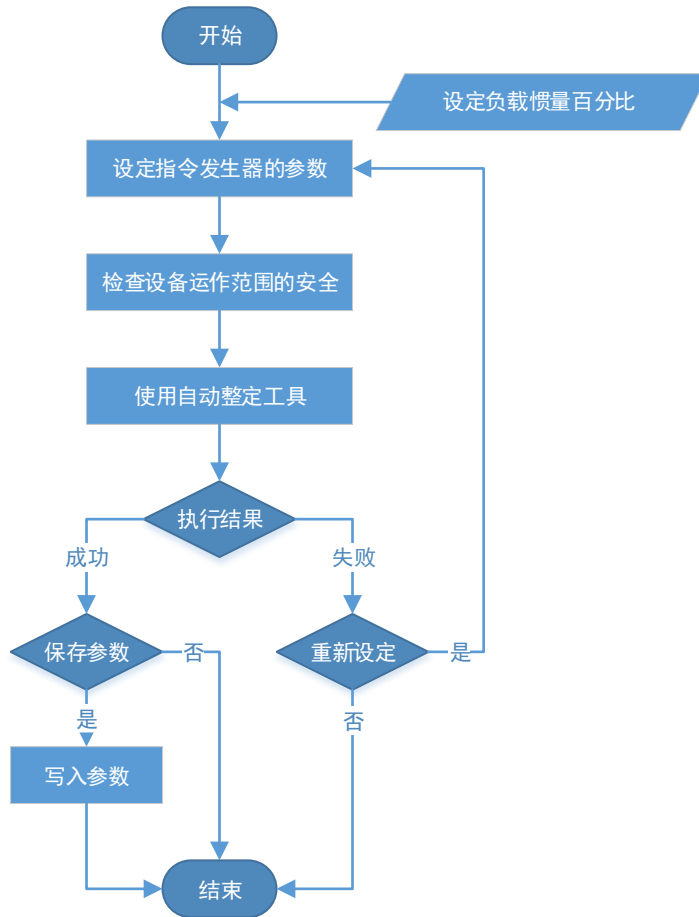 开始
设定负载惯量百分比
设定指令发生器的参数
检查设备运作范围的安全
使用自动整定工具
执行结果
成功
失败
保存参数
否
重新设定
是
是
否
写入参数
结束